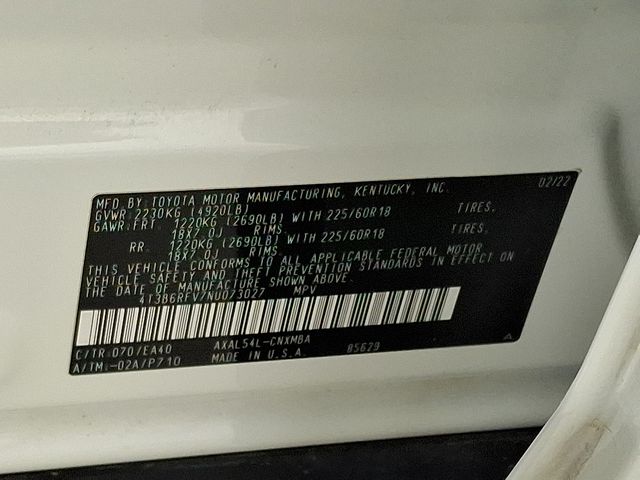 MFD.BY:TOYOTA MOTOR MANUFACTURING, KENTUCKY, INC. 02/22
GVWR:2230KG (4920LB)
GAWR:FRT 1220KG (2690LB) WITH 225/60R18 TIRES,
18X7.0J RIMS.
RR 1220KG (2690LB) WITH 225/60R18 TIRES,
18X7.0J RIMS.
THIS VEHICLE CONFORMS TO ALL APPLICABLE FEDERAL MOTOR
VEHICLE SAFETY AND THEFT PREVENTION STANDARDS IN EFFECT ON
THE DATE OF MANUFACTURE SHOWN ABOVE.
4T3B6RFV7NU073027 MPV
C/TR:070/EA40 AXAL54L-CNXMBA A
A/TM:-02A/P710 MADE IN U.S.A. 85629